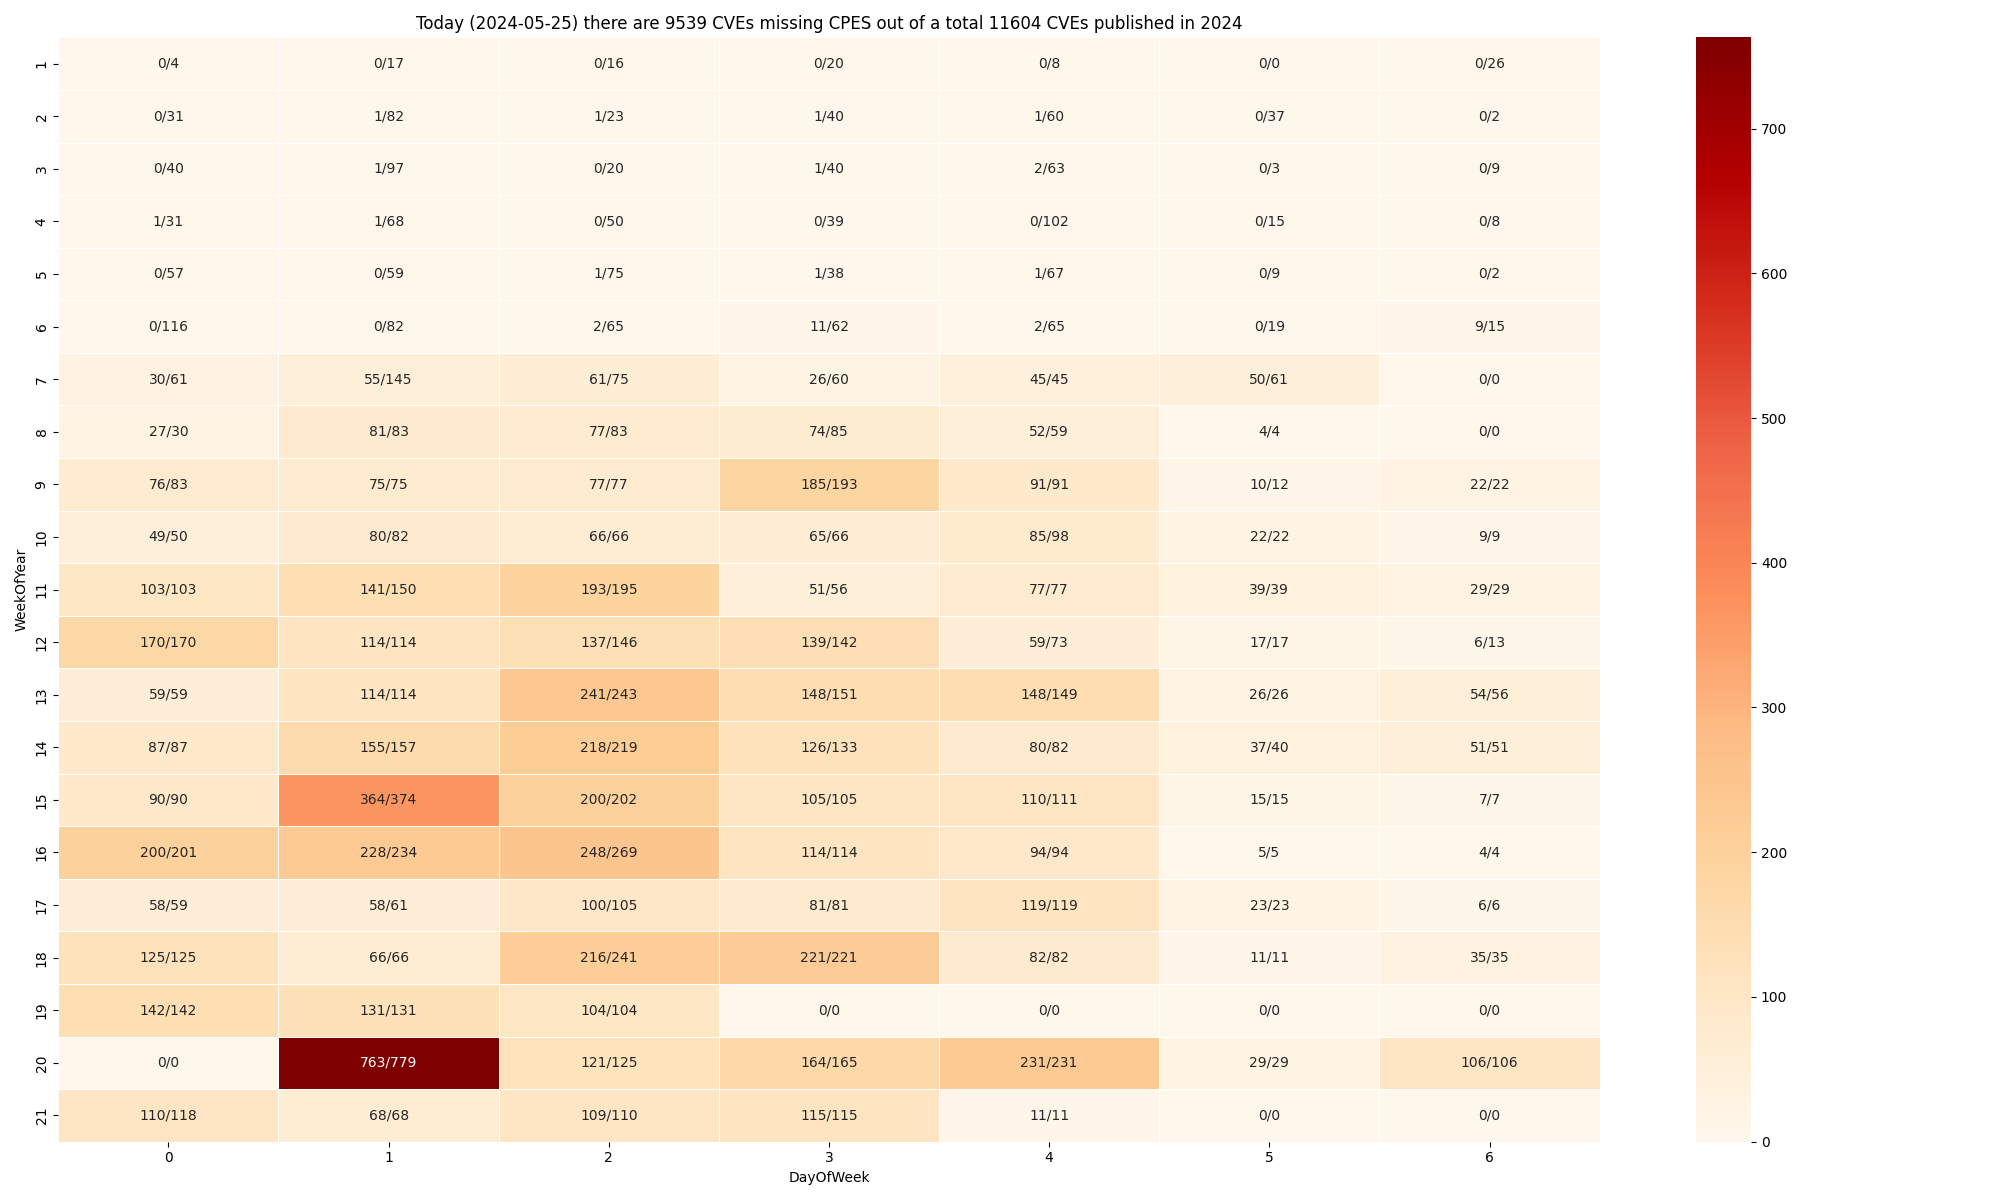 Today (2024-05-25) there are 9539 CVEs missing CPES out of a total 11604 CVEs published in 2024
1 0/4 0/17 0/16 0/20 0/8 0/0 0/26
2 0/31 1/82 1/23 1/40 1/60 0/37 0/2
3 0/40 1/97 0/20 1/40 2/63 0/3 0/9
4 1/31 1/68 0/50 0/39 0/102 0/15 0/8
5 0/57 0/59 1/75 1/38 1/67 0/9 0/2
6 0/116 0/82 2/65 11/62 2/65 0/19 9/15
7 30/61 55/145 61/75 26/60 45/45 50/61 0/0
8 27/30 81/83 77/83 74/85 52/59 4/4 0/0
9 76/83 75/75 77/77 185/193 91/91 10/12 22/22
10 49/50 80/82 66/66 65/66 85/98 22/22 9/9
11 103/103 141/150 193/195 51/56 77/77 39/39 29/29
12 170/170 114/114 137/146 139/142 59/73 17/17 6/13
13 59/59 114/114 241/243 148/151 148/149 26/26 54/56
14 87/87 155/157 218/219 126/133 80/82 37/40 51/51
15 90/90 364/374 200/202 105/105 110/111 15/15 7/7
16 200/201 228/234 248/269 114/114 94/94 5/5 4/4
17 58/59 58/61 100/105 81/81 119/119 23/23 6/6
18 125/125 66/66 216/241 221/221 82/82 11/11 35/35
19 142/142 131/131 104/104 0/0 0/0 0/0 0/0
20 0/0 763/779 121/125 164/165 231/231 29/29 106/106
21 110/118 68/68 109/110 115/115 11/11 0/0 0/0
0 1 2 3 4 5 6
DayOfWeek
WeekOfYear
700
600
500
400
300
200
100
0